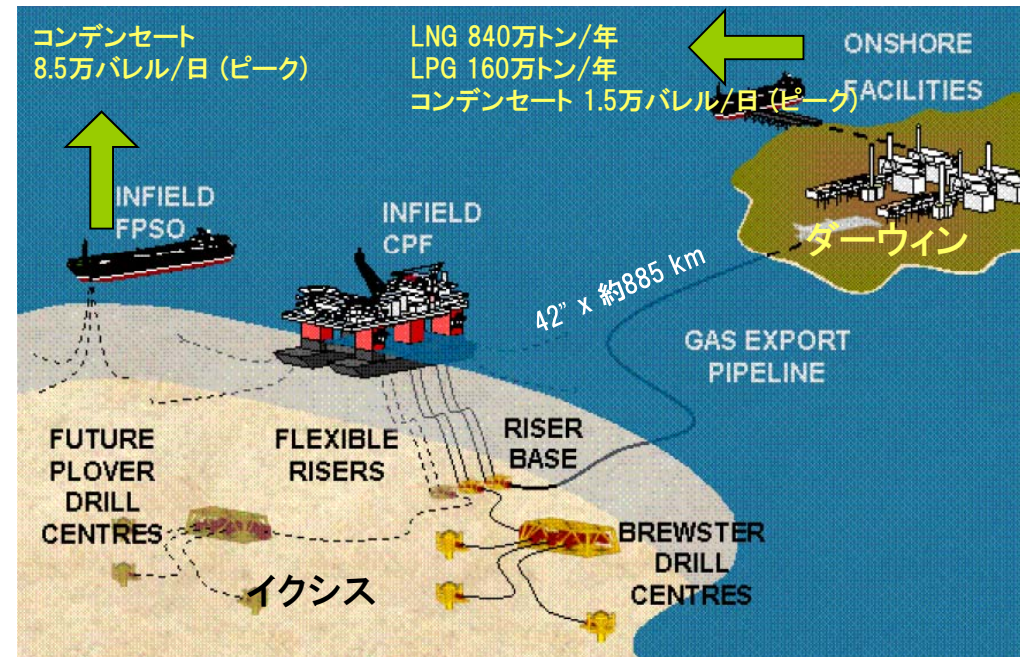 コンデンセート
8.5万バレル/日 (ピーク)
LNG 840万トン/年
LPG 160万トン/年
コンデンセート 1.5万バレル/日 (ピーク)
ONSHORE
FACILITIES
INFIELD
FPSO
INFIELD
CPF
ダーウィン
42” x 約885 km
GAS EXPORT
PIPELINE
FUTURE
PLOVER
DRILL
CENTRES
FLEXIBLE
RISERS
RISER
BASE
BREWSTER
DRILL
CENTRES
イクシス